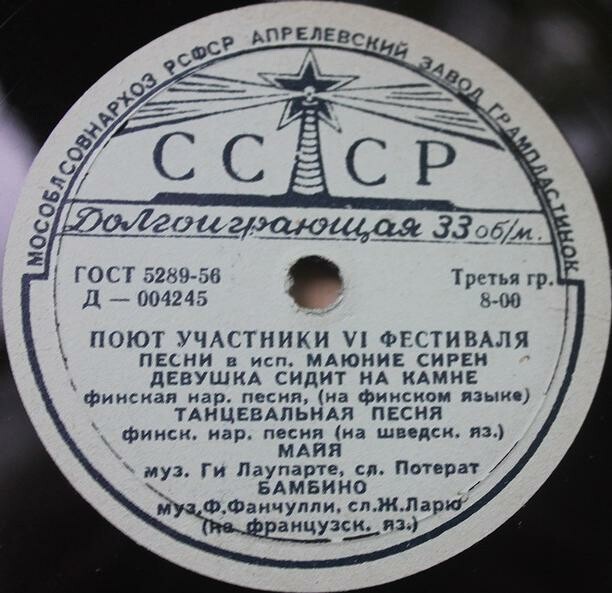 МОСОБЛСОВНАРХОЗ РСФСР АПРЕЛЕВСКИЙ ЗАВОД ГРАМПЛАСТИНОК
СССР
Долгоиграющая 33 об/м.
ГОСТ 5289-56
Д — 004245
Третья гр.
8-00
ПОЮТ УЧАСТНИКИ VI ФЕСТИВАЛЯ
ПЕСНИ в исп. МАЮНИЕ СИРЕН
ДЕВУШКА СИДИТ НА КАМНЕ
финская нар. песня, (на финском языке)
ТАНЦЕВАЛЬНАЯ ПЕСНЯ
финск. нар. песня (на шведск. яз.)
МАЙЯ
муз. Ги Лаупарте, сл. Потерат
БАМБИНО
муз.Ф.Фанчулли, сл.Ж.Ларю
(на французск. яз.)